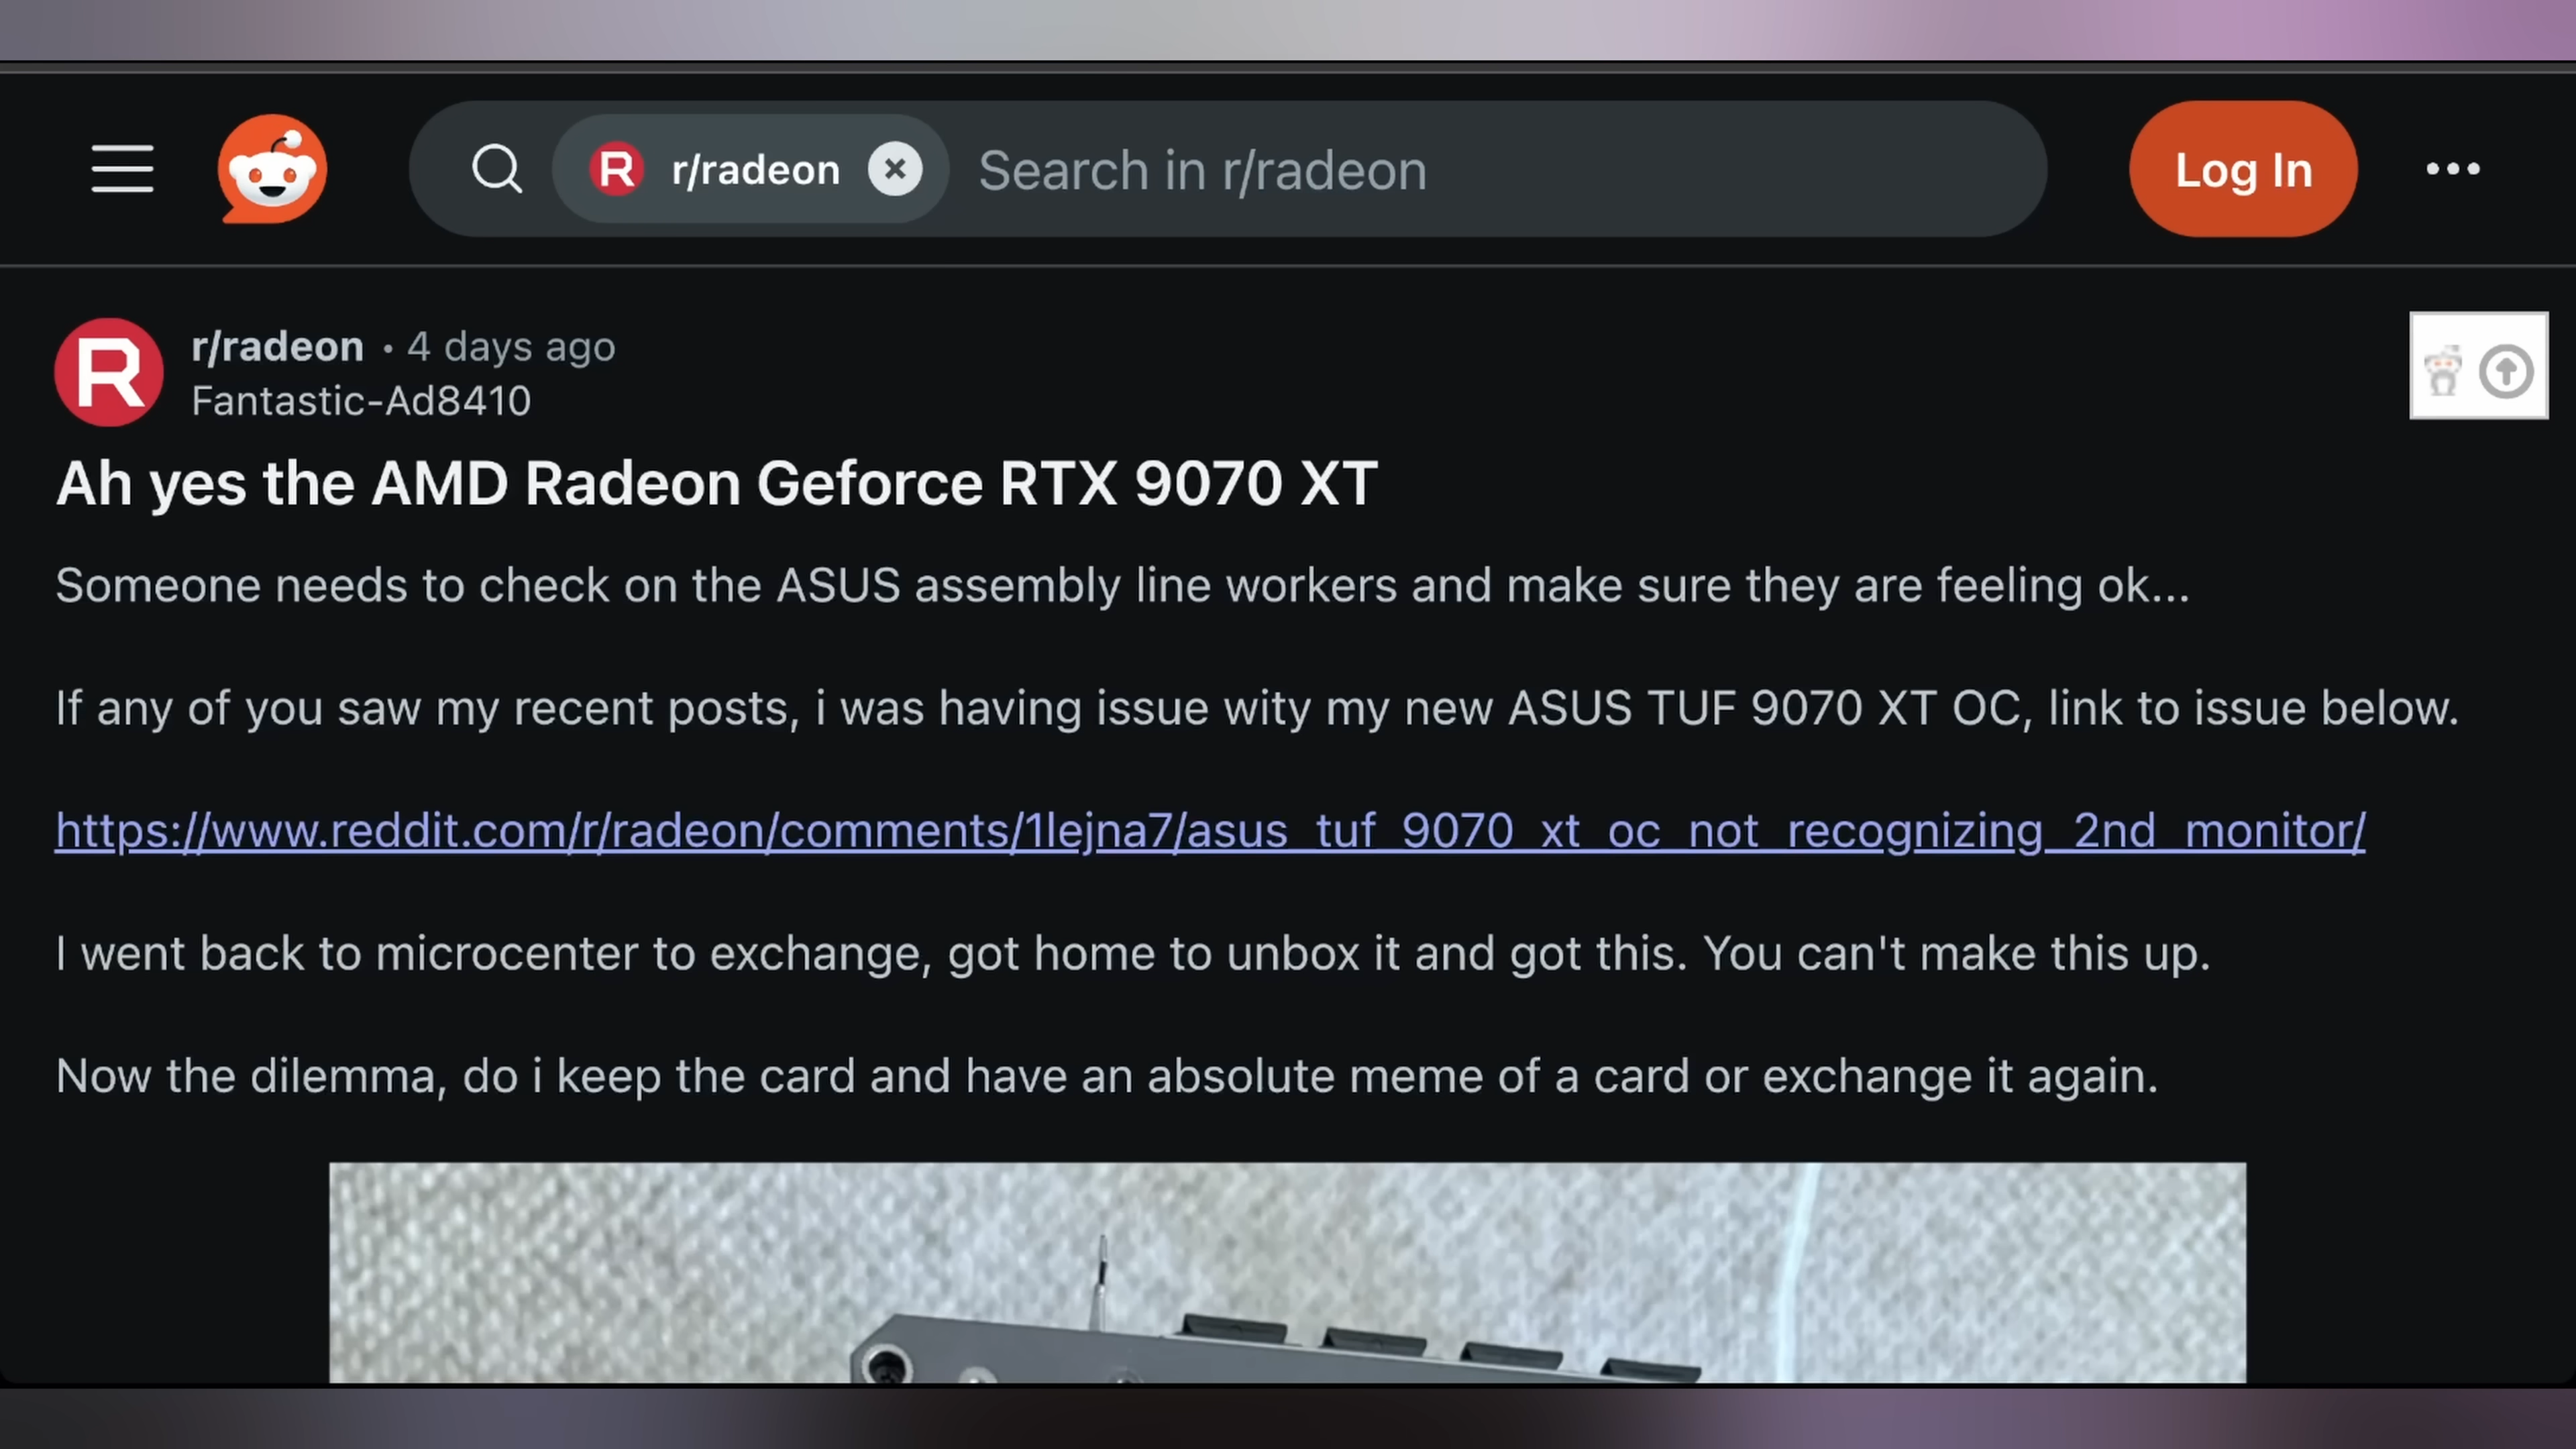 r/radeon
Search in r/radeon
Log In
r/radeon • 4 days ago
Fantastic-Ad8410
Ah yes the AMD Radeon Geforce RTX 9070 XT
Someone needs to check on the ASUS assembly line workers and make sure they are feeling ok...
If any of you saw my recent posts, i was having issue wity my new ASUS TUF 9070 XT OC, link to issue below.
https://www.reddit.com/r/radeon/comments/1lejna7/asus_tuf_9070_xt_oc_not_recognizing_2nd_monitor/
I went back to microcenter to exchange, got home to unbox it and got this. You can't make this up.
Now the dilemma, do i keep the card and have an absolute meme of a card or exchange it again.